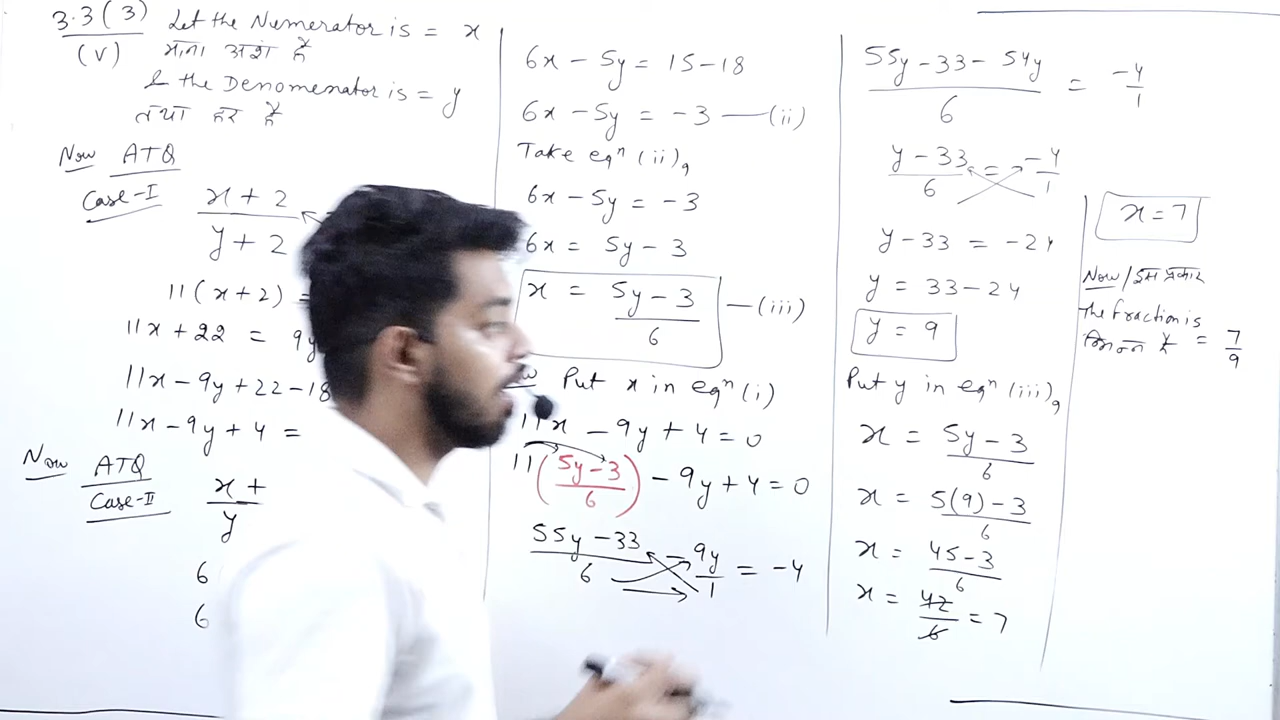 3.3(3)
(v)
Let the Numerator is = x
माना अंश है
& the Denomenator is = y
तथा हर है
Now ATQ
Case-I
x + 2
y + 2
11(x+2) =
11x + 22 = 9y
11x - 9y + 22 - 18
11x - 9y + 4 =
Now ATQ
Case-II
x +
y
6
6
6x - 5y = 15 - 18
6x - 5y = -3 —(ii)
Take eqⁿ (ii),
6x - 5y = -3
6x = 5y - 3
x = 5y - 3 / 6 —(iii)
Put x in eqⁿ (i)
11x - 9y + 4 = 0
11(5y - 3 / 6) - 9y + 4 = 0
55y - 33 / 6 - 9y / 1 = -4
55y - 33 - 54y / 6 = -4 / 1
y - 33 / 6 = -4 / 1
y - 33 = -24
y = 33 - 24
y = 9
Put y in eqⁿ (iii),
x = 5y - 3 / 6
x = 5(9) - 3 / 6
x = 45 - 3 / 6
x = 42 / 6 = 7
x = 7
Now / इस प्रकार
the fraction is
भिन्न है = 7 / 9